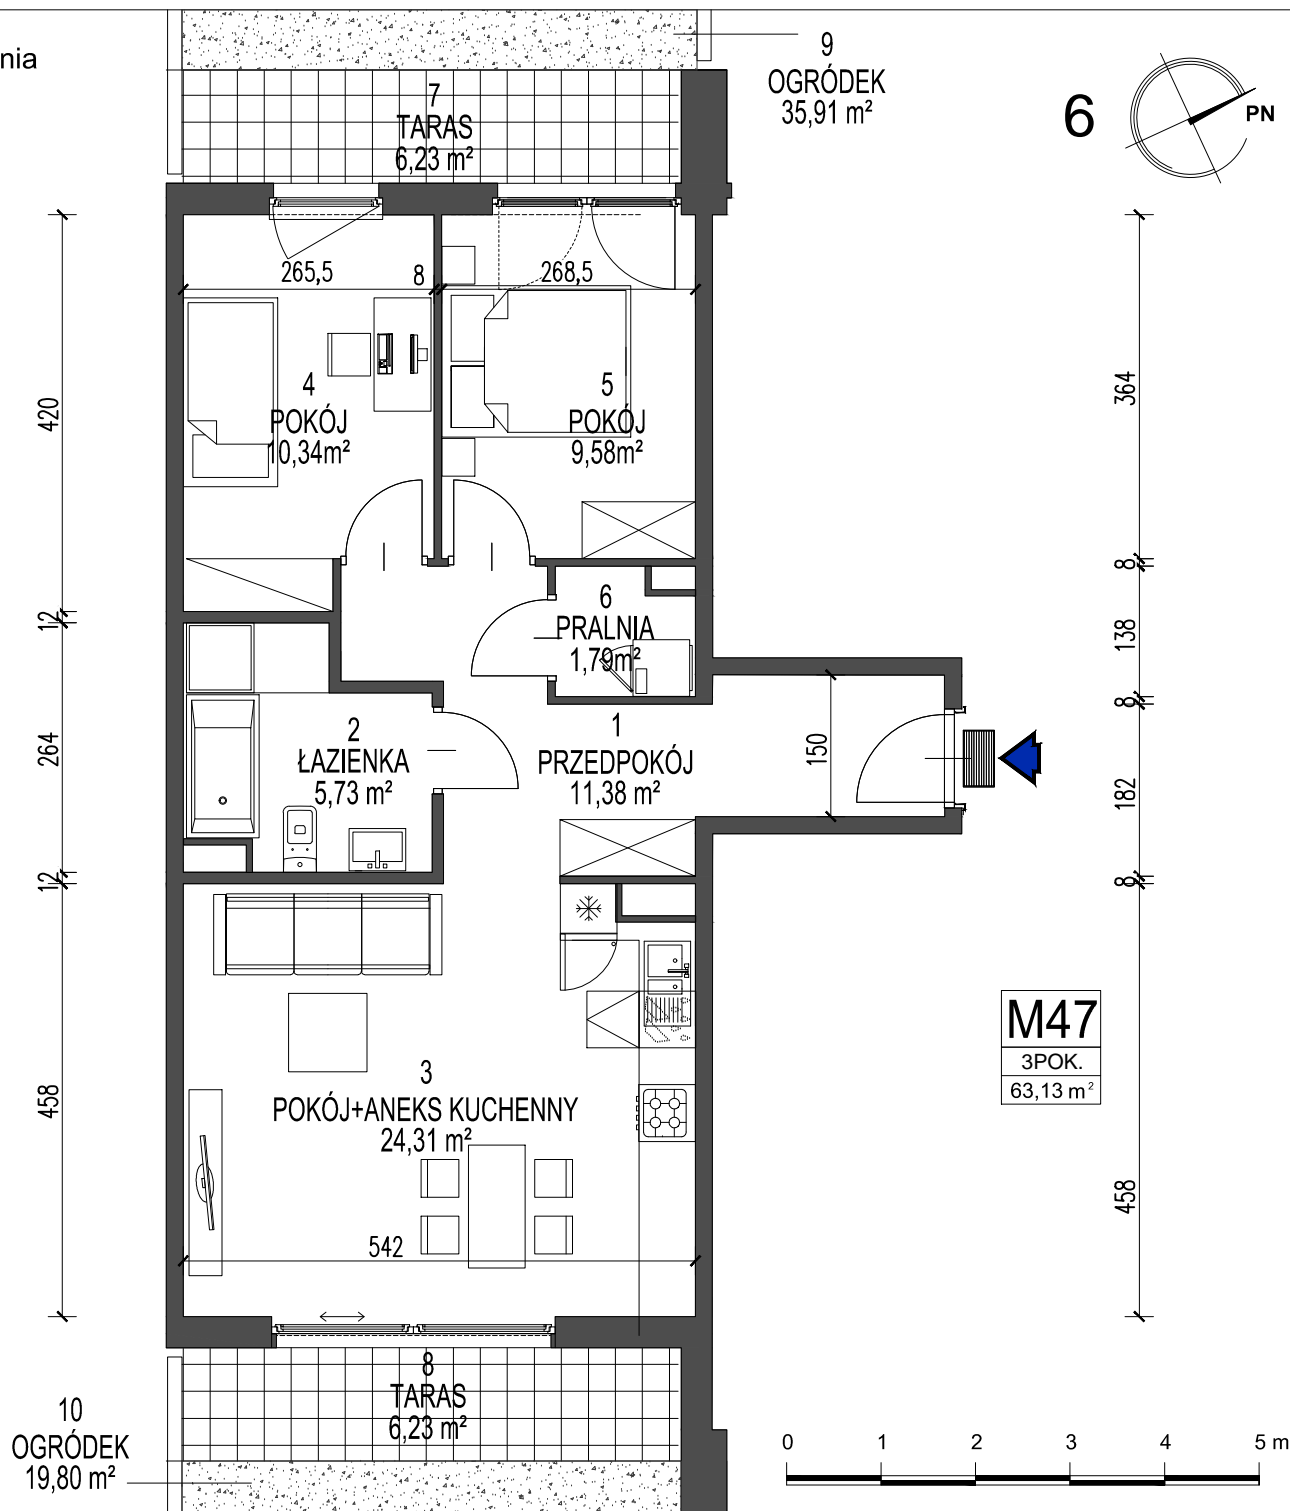 nia
9
OGRÓDEK
35,91 m²
6
PN
7
TARAS
6,23 m²
265,5
8
268,5
4
POKÓJ
10,34m²
5
POKÓJ
9,58m²
420
364
12
8
6
PRALNIA
1,79m²
138
8
2
ŁAZIENKA
5,73 m²
1
PRZEDPOKÓJ
11,38 m²
150
264
182
12
8
M47
3POK.
63,13 m²
3
POKÓJ+ANEKS KUCHENNY
24,31 m²
458
458
542
8
TARAS
6,23 m²
10
OGRÓDEK
19,80 m²
0 1 2 3 4 5 m